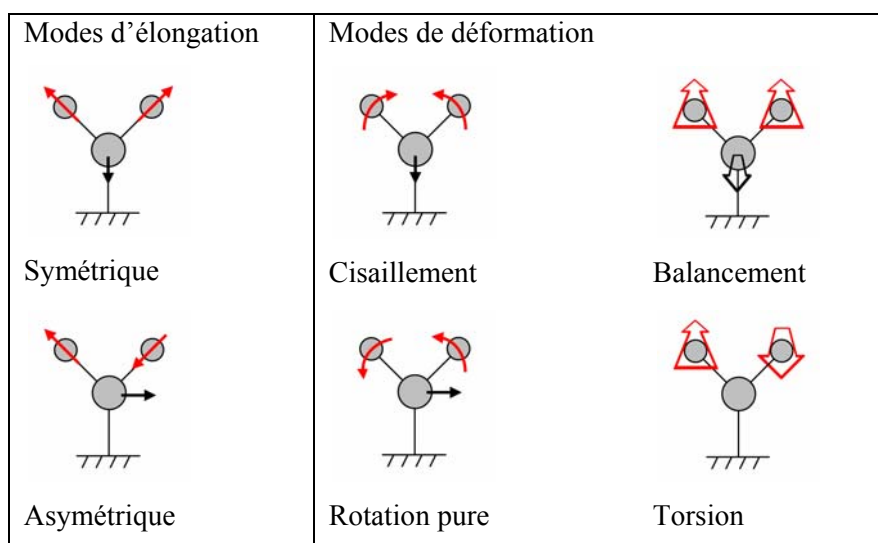 Modes d’élongation
Modes de déformation
Symétrique
Cisaillement
Balancement
Asymétrique
Rotation pure
Torsion